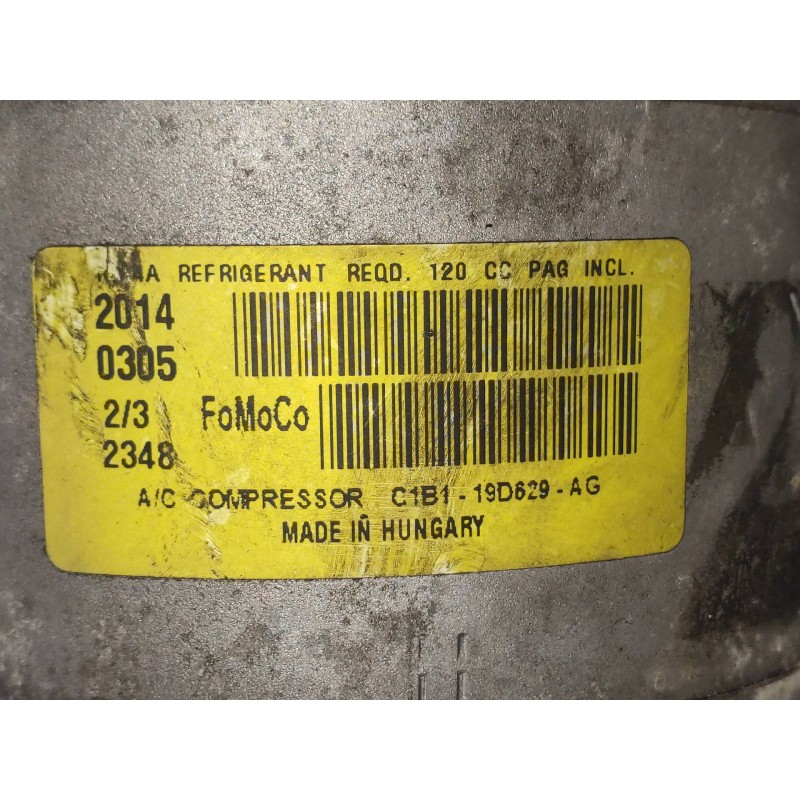 REFRIGERANT REQD. 120 CC PAG INCL.
2014
0305
2/3 FoMoCo
2348
A/C COMPRESSOR C1B1-19D629-AG
MADE IN HUNGARY